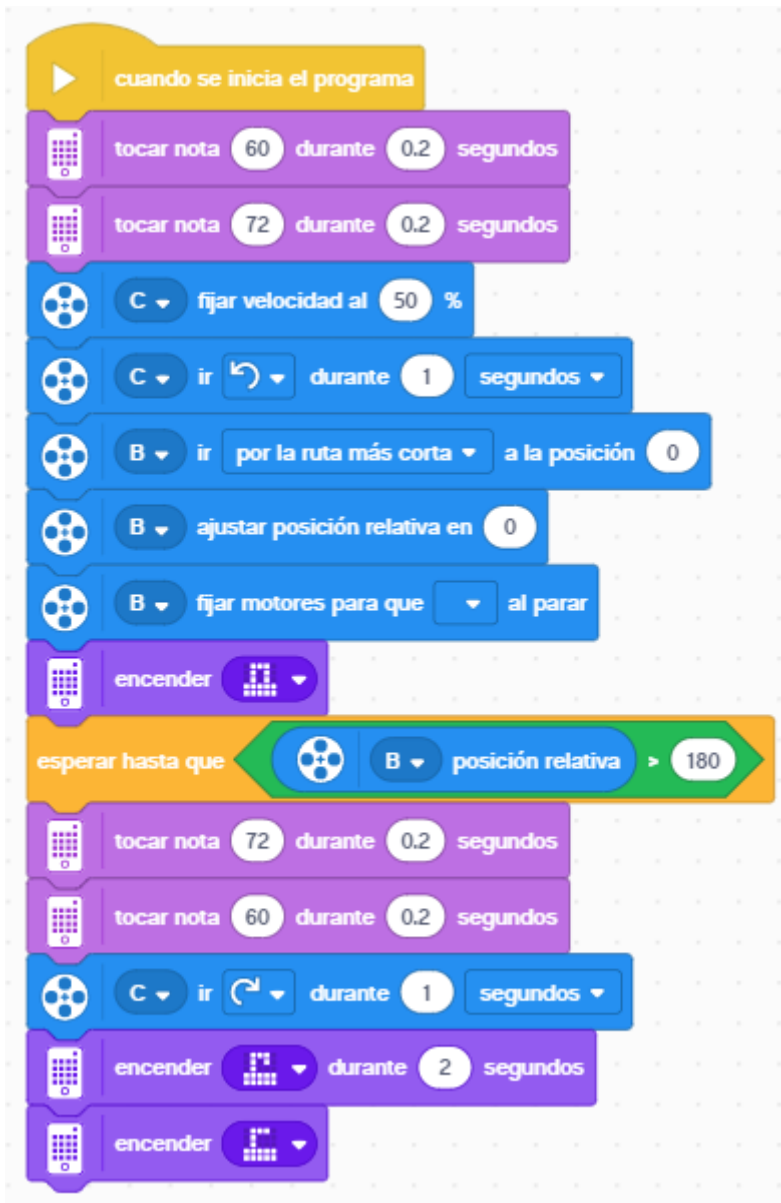 cuando se inicia el programa
tocar nota 60 durante 0.2 segundos
tocar nota 72 durante 0.2 segundos
C fijar velocidad al 50 %
C ir durante 1 segundos
B ir por la ruta más corta a la posición 0
B ajustar posición relativa en 0
B fijar motores para que al parar
encender
esperar hasta que B posición relativa > 180
tocar nota 72 durante 0.2 segundos
tocar nota 60 durante 0.2 segundos
C ir durante 1 segundos
encender durante 2 segundos
encender